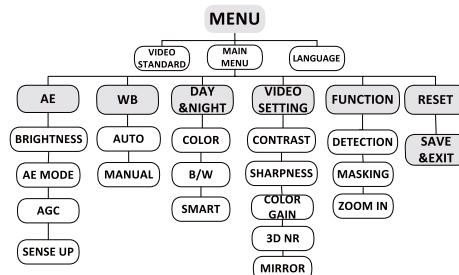 MENU
VIDEO
STANDARD
MAIN
MENU
LANGUAGE
AE
WB
DAY
&NIGHT
VIDEO
SETTING
FUNCTION
RESET
BRIGHTNESS
AE MODE
AGC
SENSE UP
AUTO
MANUAL
COLOR
B/W
SMART
CONTRAST
SHARPNESS
COLOR
GAIN
3D NR
MIRROR
DETECTION
MASKING
ZOOM IN
SAVE
&EXIT